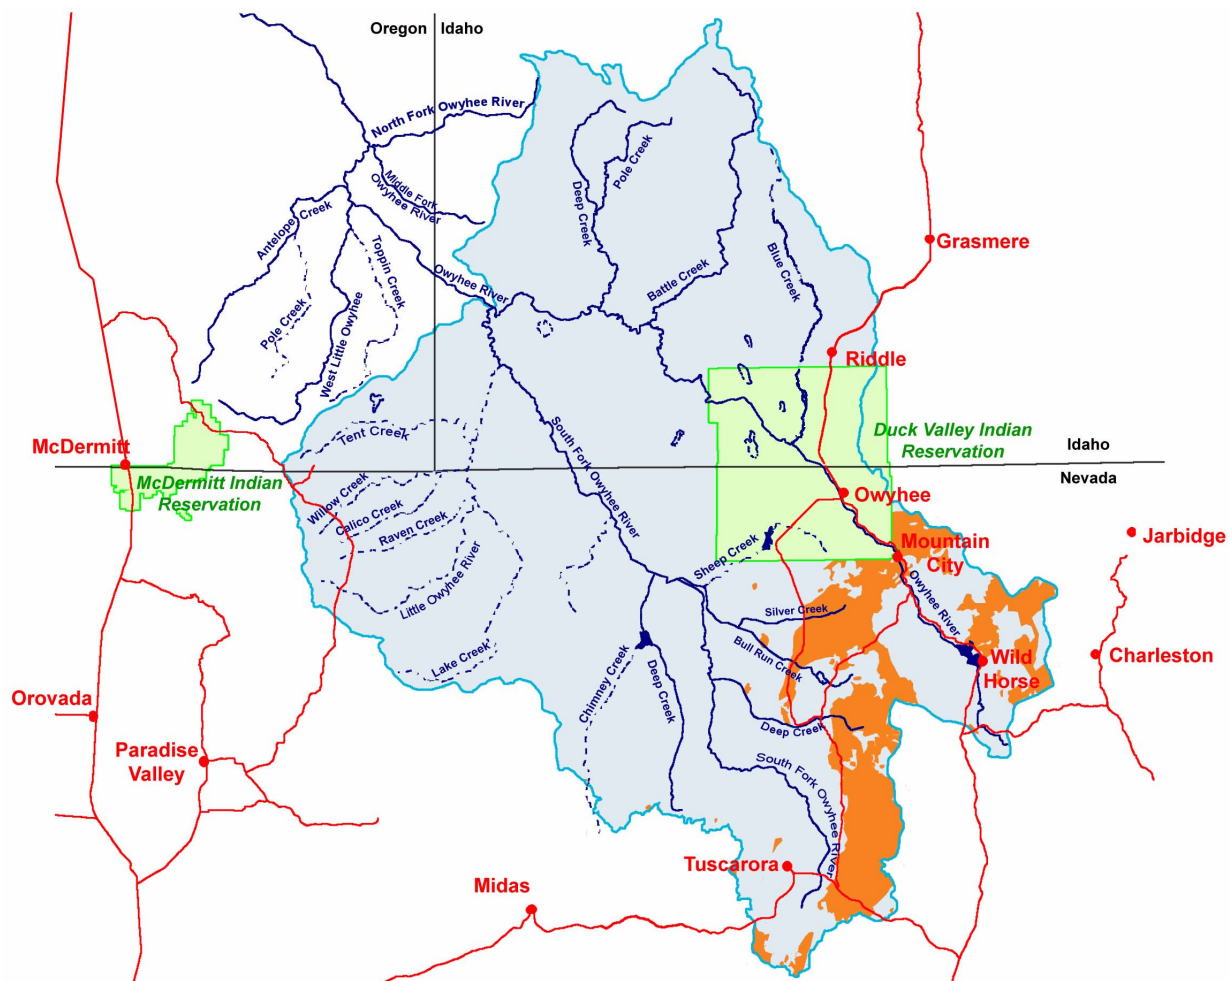 Oregon
Idaho
North Fork Owyhee River
Middle Fork
Owyhee River
Antelope Creek
Toppin Creek
Pole Creek
West Little Owyhee
Owyhee River
Deep Creek
Pole Creek
Battle Creek
Blue Creek
Grasmere
Riddle
McDermitt
McDermitt Indian
Reservation
Duck Valley Indian
Reservation
Idaho
Nevada
Tent Creek
Willow Creek
Calico Creek
Raven Creek
Little Owyhee River
Lake Creek
South Fork Owyhee River
Owyhee
Sheep Creek
Mountain
City
Jarbidge
Owyhee River
Silver Creek
Bull Run Creek
Wild
Horse
Charleston
Chimney Creek
Deep Creek
Deep Creek
South Fork Owyhee River
Orovada
Paradise
Valley
Tuscarora
Midas